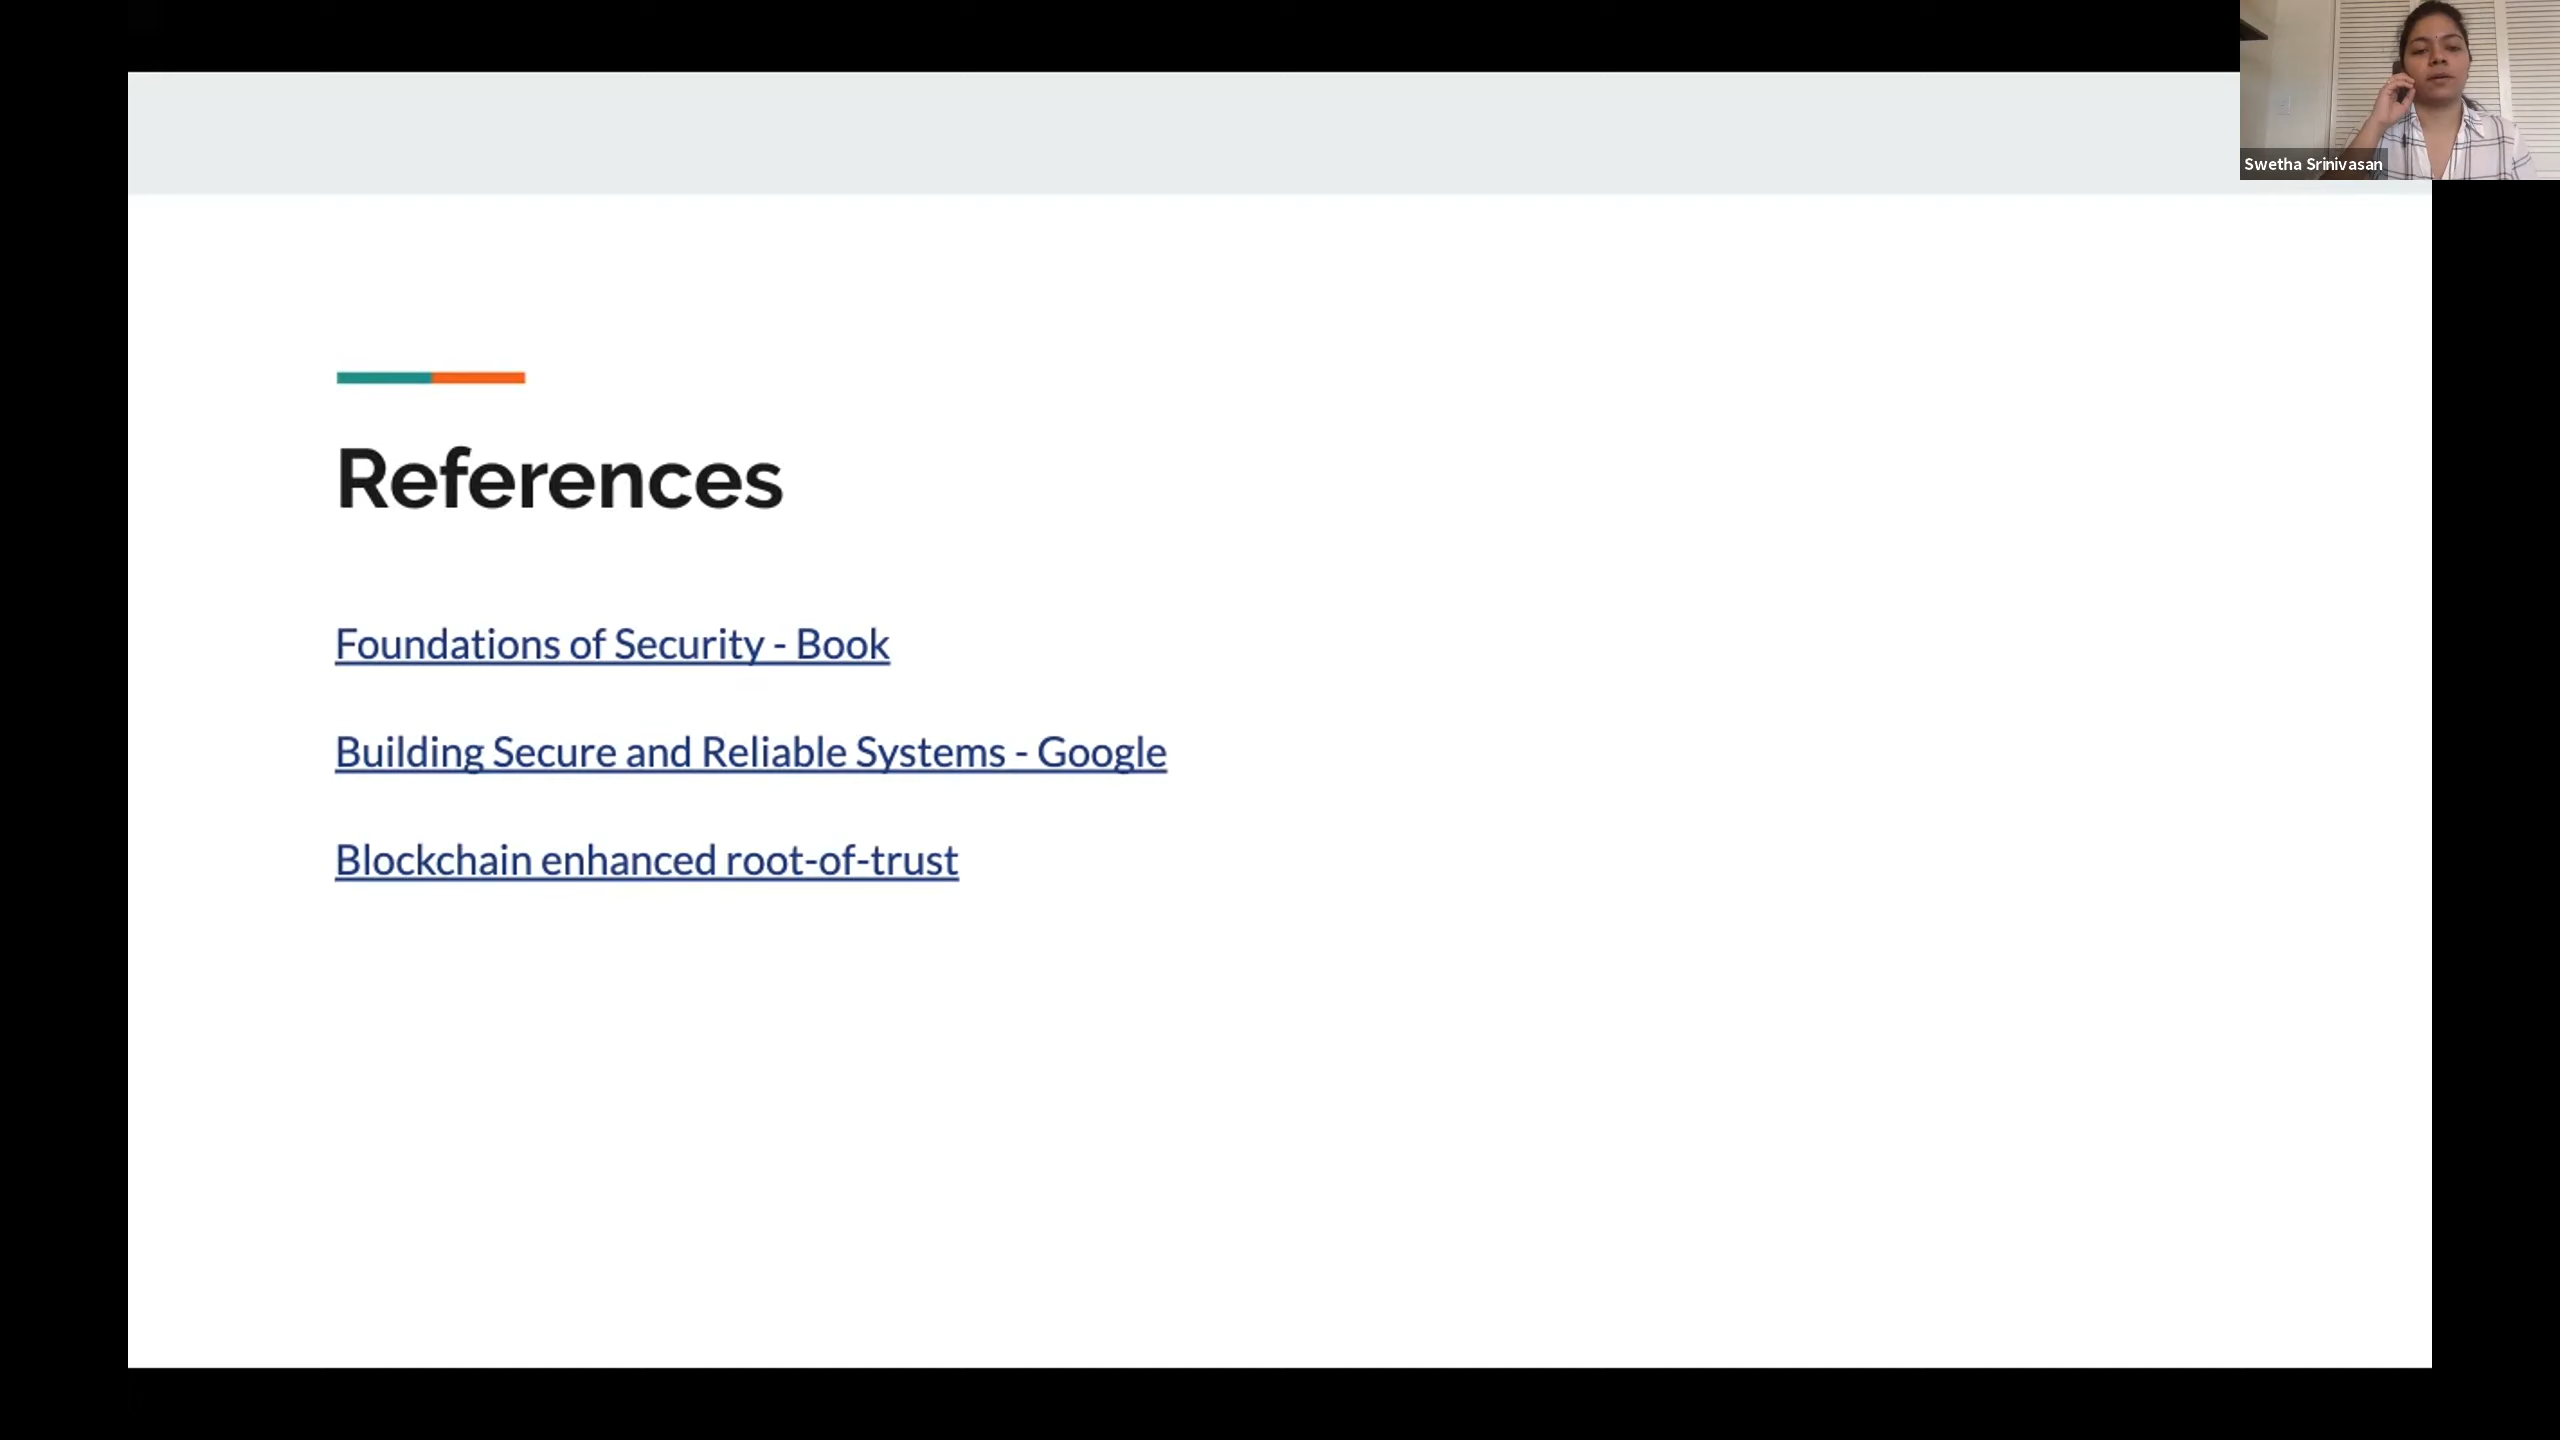 Swetha Srinivasan
References
Foundations of Security - Book
Building Secure and Reliable Systems - Google
Blockchain enhanced root-of-trust